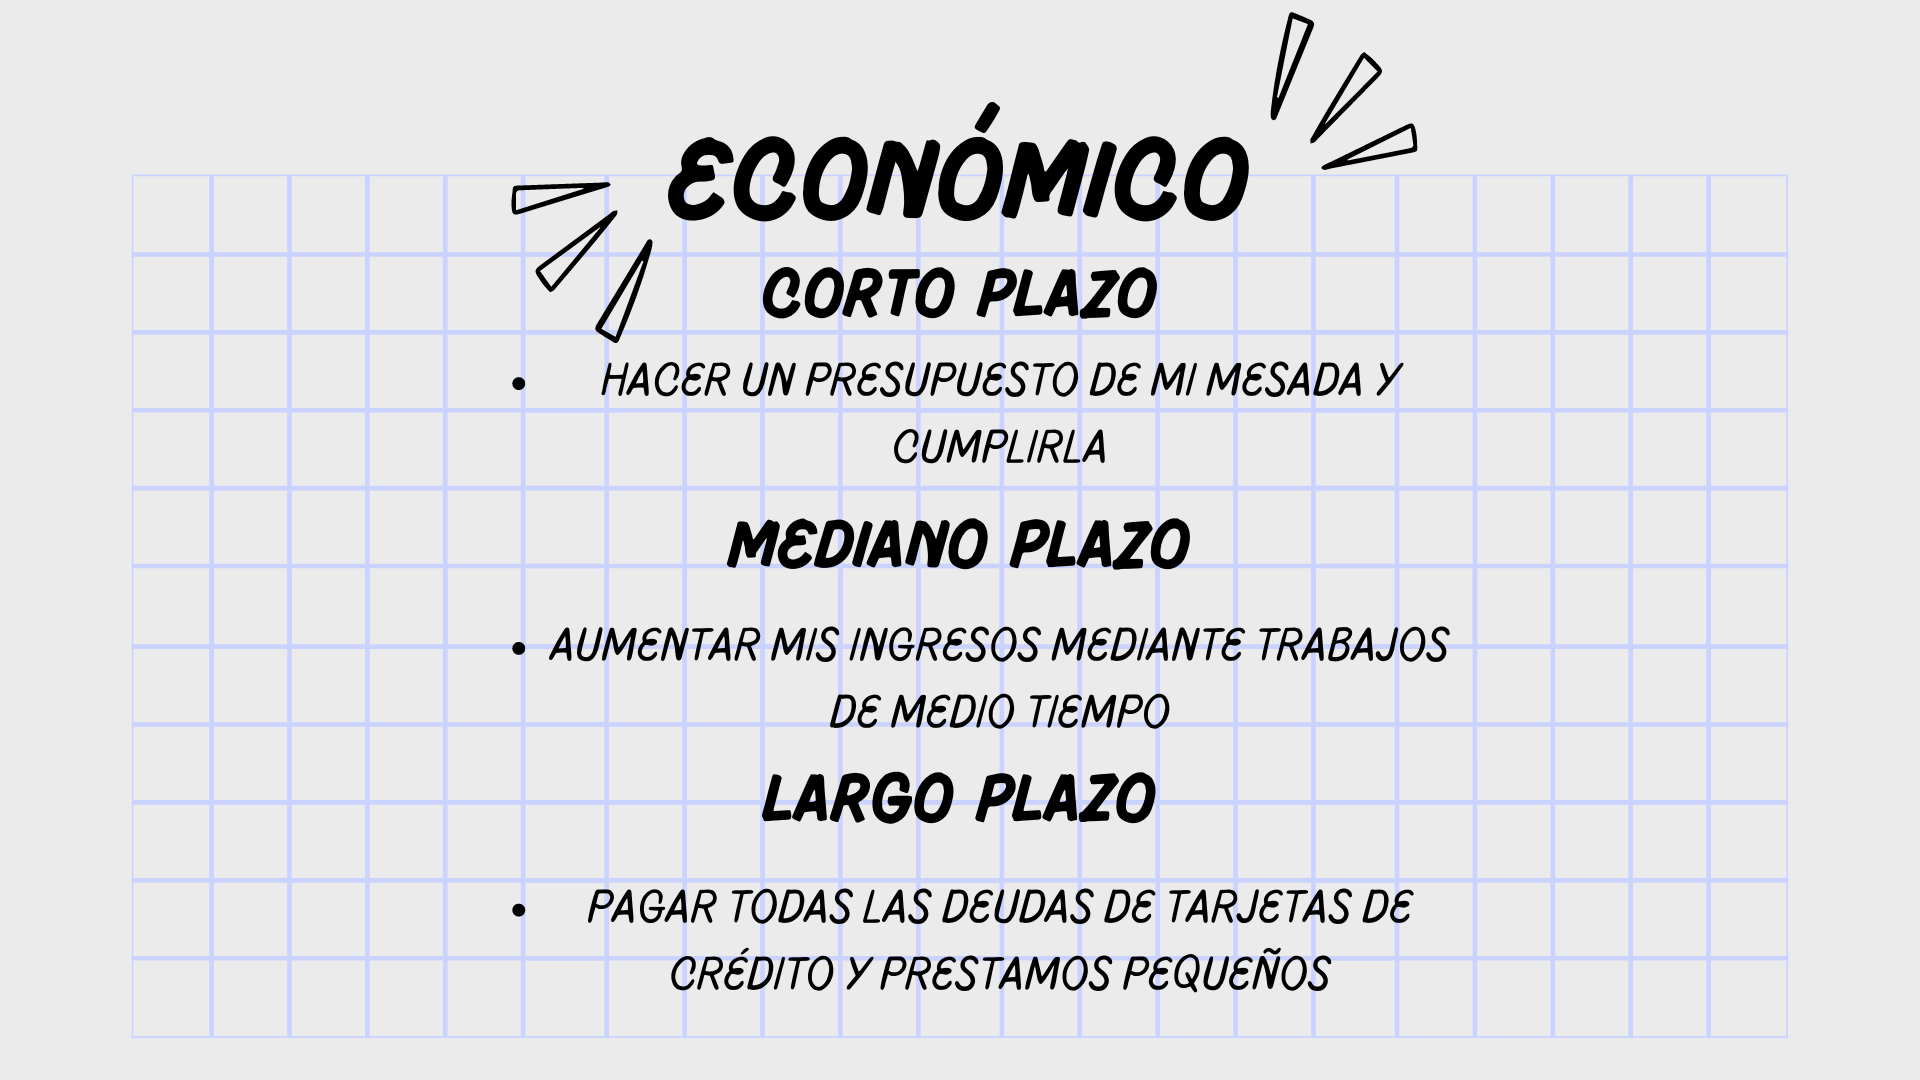 ECONÓMICO
CORTO PLAZO
• HACER UN PRESUPUESTO DE MI MESADA Y
CUMPLIRLA
MEDIANO PLAZO
• AUMENTAR MIS INGRESOS MEDIANTE TRABAJOS
DE MEDIO TIEMPO
LARGO PLAZO
• PAGAR TODAS LAS DEUDAS DE TARJETAS DE
CRÉDITO Y PRESTAMOS PEQUEÑOS